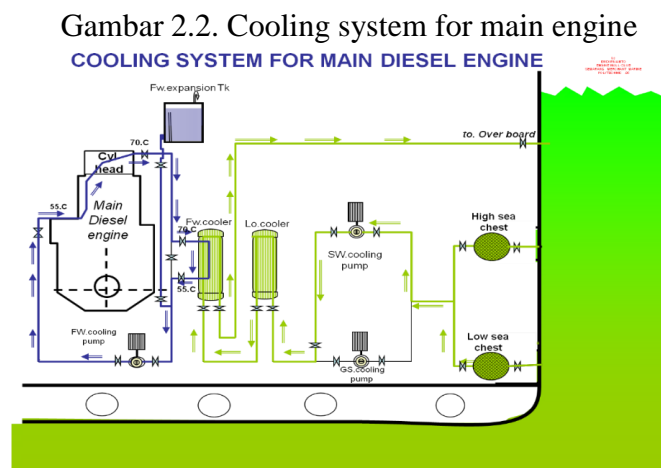 Gambar 2.2. Cooling system for main engine
COOLING SYSTEM FOR MAIN DIESEL ENGINE
Fw.expansion Tk
70.C
to. Over board
Cyl
head
55.C
Main
Diesel
engine
Fw.cooler
Lo.cooler
70.C
High sea
chest
SW.cooling
pump
55.C
FW.cooling
pump
Low sea
chest
GS.cooling
pump